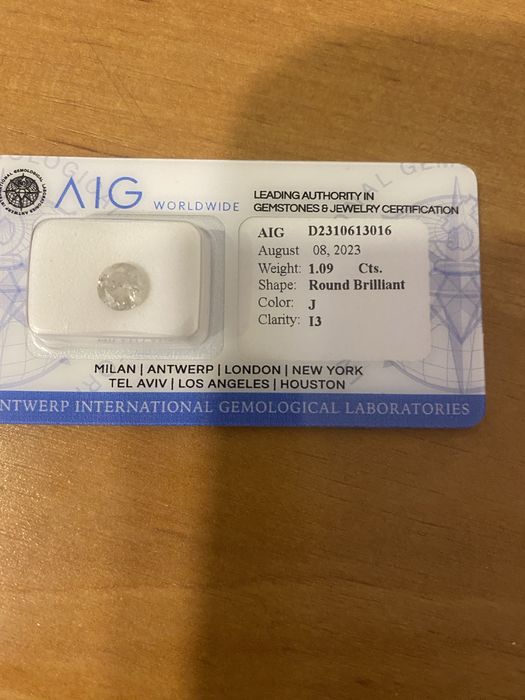 AIG WORLDWIDE
LEADING AUTHORITY IN
GEMSTONES & JEWELRY CERTIFICATION
AIG D2310613016
August 08, 2023
Weight: 1.09 Cts.
Shape: Round Brilliant
Color: J
Clarity: I3
MILAN | ANTWERP | LONDON | NEW YORK
TEL AVIV | LOS ANGELES | HOUSTON
NTWERP INTERNATIONAL GEMOLOGICAL LABORATORIES